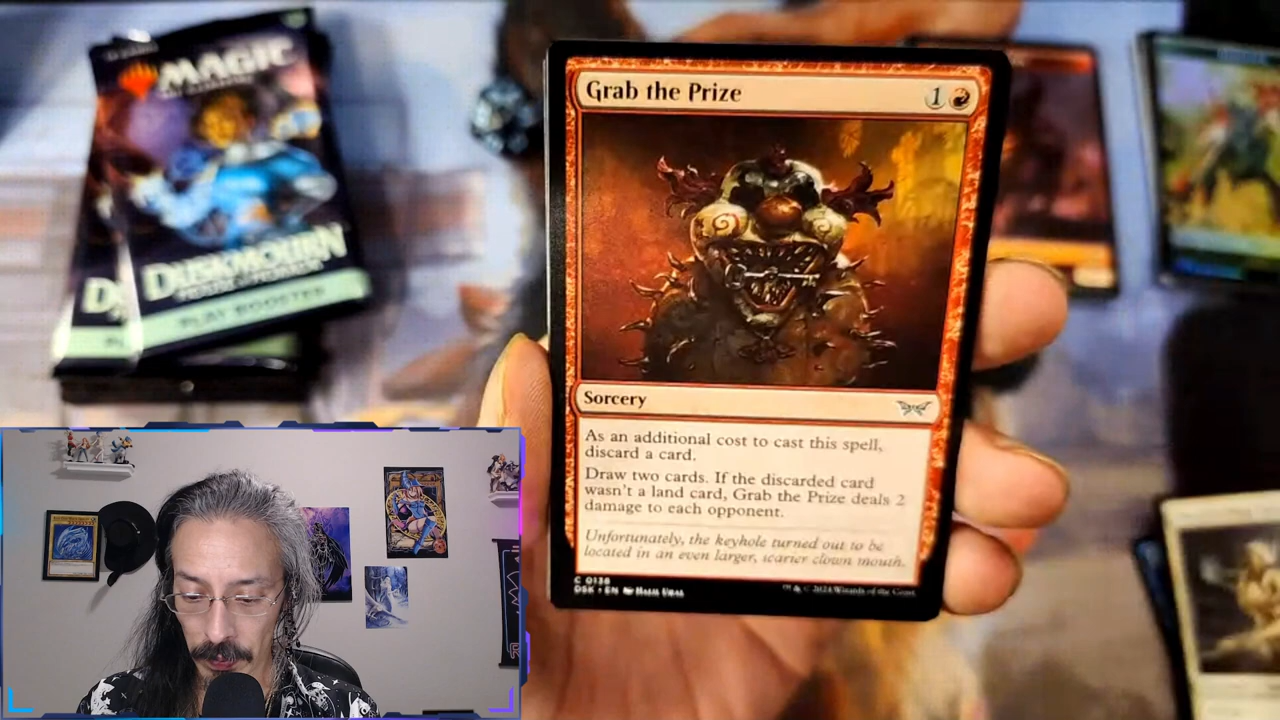 MAGIC
DUSKMOURN
PLAY BOOSTER
Grab the Prize
1
Sorcery
As an additional cost to cast this spell,
discard a card.
Draw two cards. If the discarded card
wasn't a land card, Grab the Prize deals 2
damage to each opponent.
Unfortunately, the keyhole turned out to be
located in an even larger, scarier clown mouth.
C 0138
DSK • EN